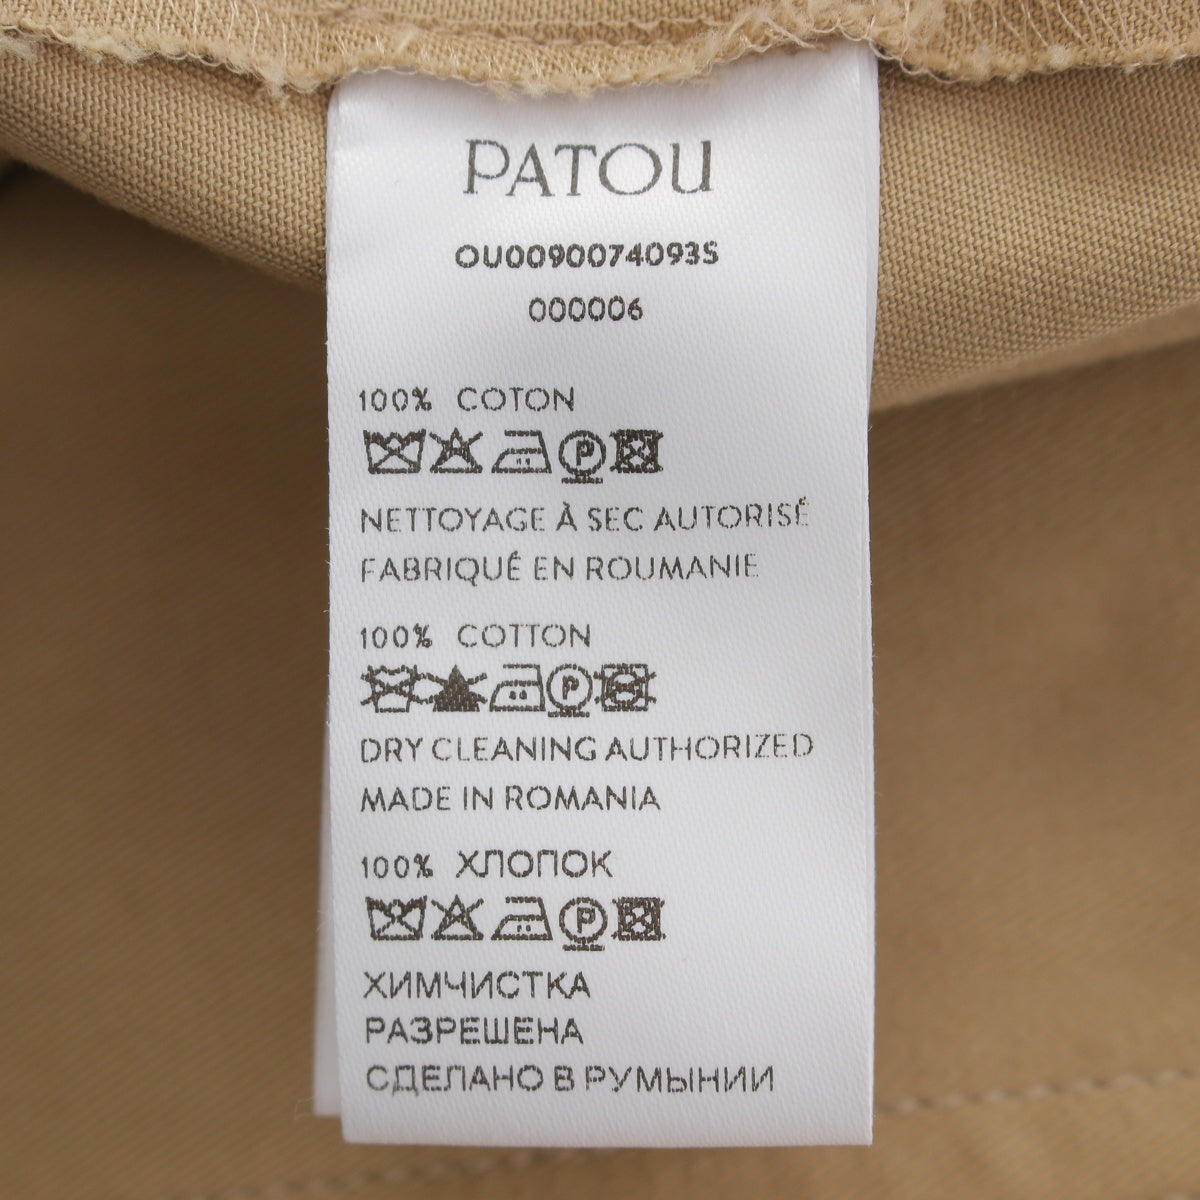 PATOU
OU0090074093S
000006
100% COTON
P
NETTOYAGE À SEC AUTORISÉ
FABRIQUÉ EN ROUMANIE
100% COTTON
P
DRY CLEANING AUTHORIZED
MADE IN ROMANIA
100% ХЛОПОК
P
ХИМЧИСТКА
РАЗРЕШЕНА
СДЕЛАНО В РУМЫНИИ